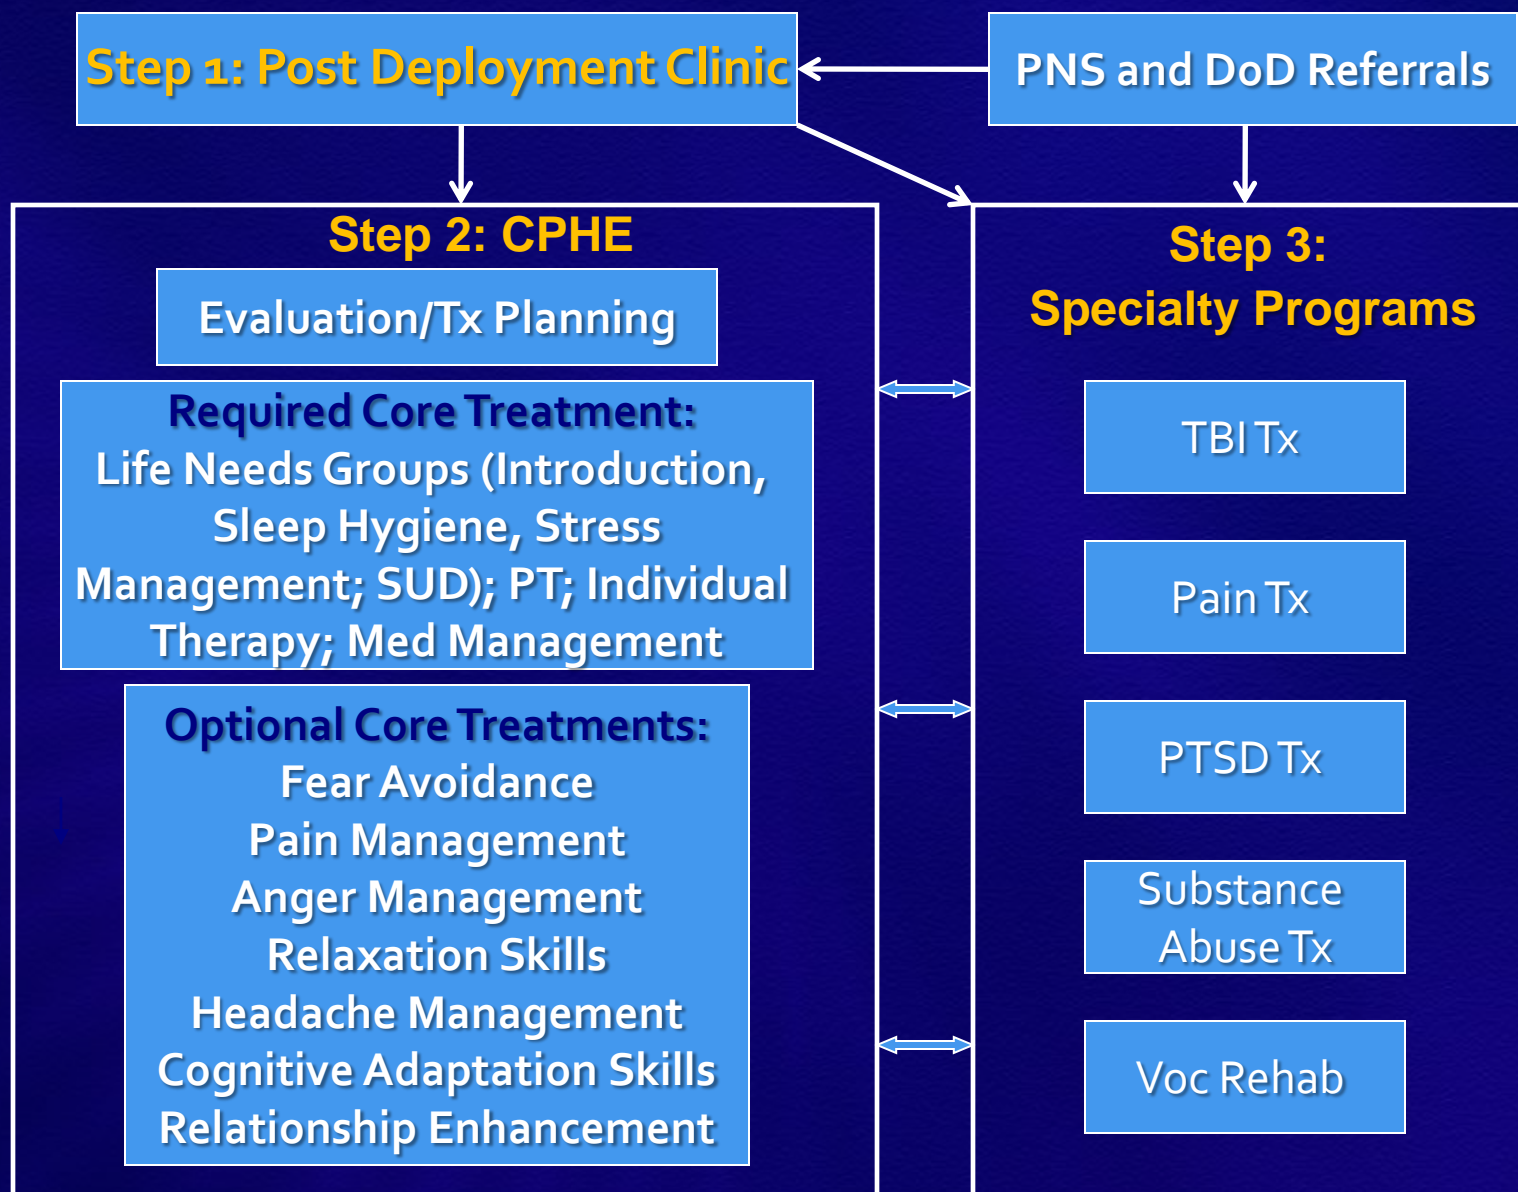 Step 1: Post Deployment Clinic
PNS and DoD Referrals
Step 2: CPHE
Evaluation/Tx Planning
Required Core Treatment:
Life Needs Groups (Introduction,
Sleep Hygiene, Stress
Management; SUD); PT; Individual
Therapy; Med Management
Optional Core Treatments:
Fear Avoidance
Pain Management
Anger Management
Relaxation Skills
Headache Management
Cognitive Adaptation Skills
Relationship Enhancement
Step 3:
Specialty Programs
TBI Tx
Pain Tx
PTSD Tx
Substance
Abuse Tx
Voc Rehab